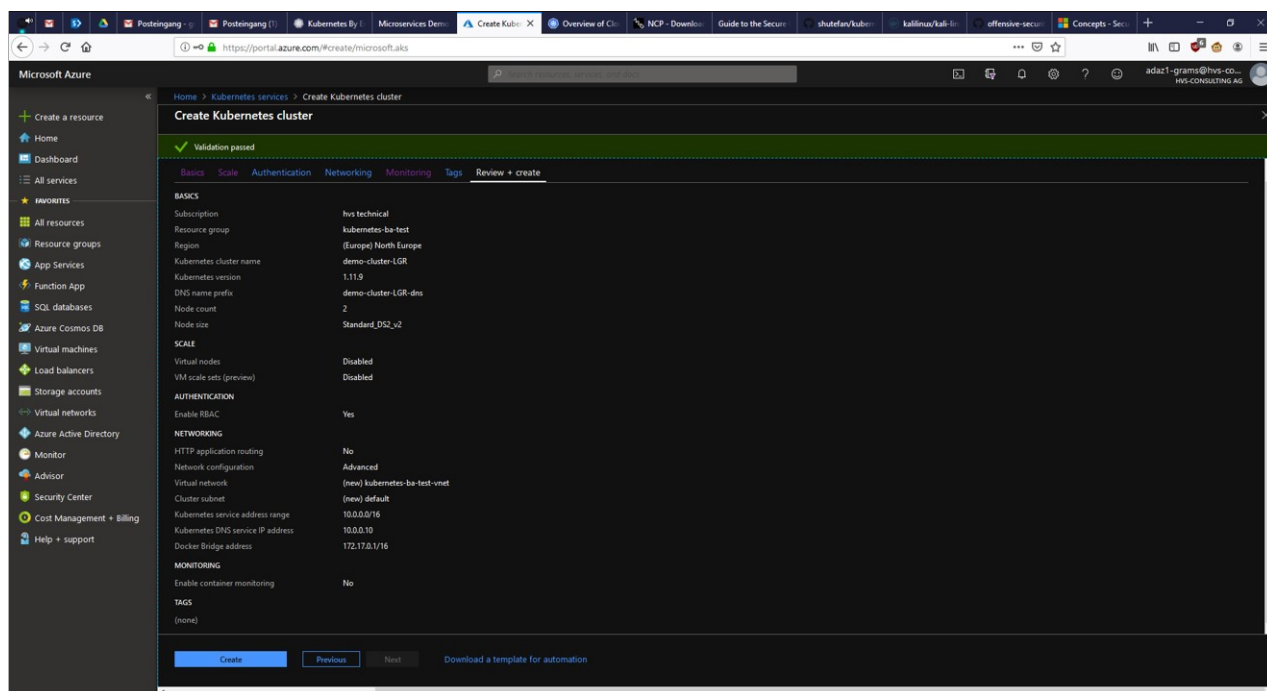 Posteingang - g
Posteingang (1)
Kubernetes By E
Microservices Demo
Create Kuber
Overview of Clo
NCP - Downloa
Guide to the Secure
shutefan/kuber
kalilinux/kali-lin
offensive-secur
Concepts - Secu
https://portal.azure.com/#create/microsoft.aks
Microsoft Azure
Search resources, services, and docs
adaz1-grams@hvs-co...
HVS-CONSULTING AG
Home > Kubernetes services > Create Kubernetes cluster
Create Kubernetes cluster
Create a resource
Home
Dashboard
All services
FAVORITES
All resources
Resource groups
App Services
Function App
SQL databases
Azure Cosmos DB
Virtual machines
Load balancers
Storage accounts
Virtual networks
Azure Active Directory
Monitor
Advisor
Security Center
Cost Management + Billing
Help + support
Validation passed
Basics Scale Authentication Networking Monitoring Tags Review + create
BASICS
Subscription hvs technical
Resource group kubernetes-ba-test
Region (Europe) North Europe
Kubernetes cluster name demo-cluster-LGR
Kubernetes version 1.11.9
DNS name prefix demo-cluster-LGR-dns
Node count 2
Node size Standard_DS2_v2
SCALE
Virtual nodes Disabled
VM scale sets (preview) Disabled
AUTHENTICATION
Enable RBAC Yes
NETWORKING
HTTP application routing No
Network configuration Advanced
Virtual network (new) kubernetes-ba-test-vnet
Cluster subnet (new) default
Kubernetes service address range 10.0.0.0/16
Kubernetes DNS service IP address 10.0.0.10
Docker Bridge address 172.17.0.1/16
MONITORING
Enable container monitoring No
TAGS
(none)
Create Previous Next Download a template for automation